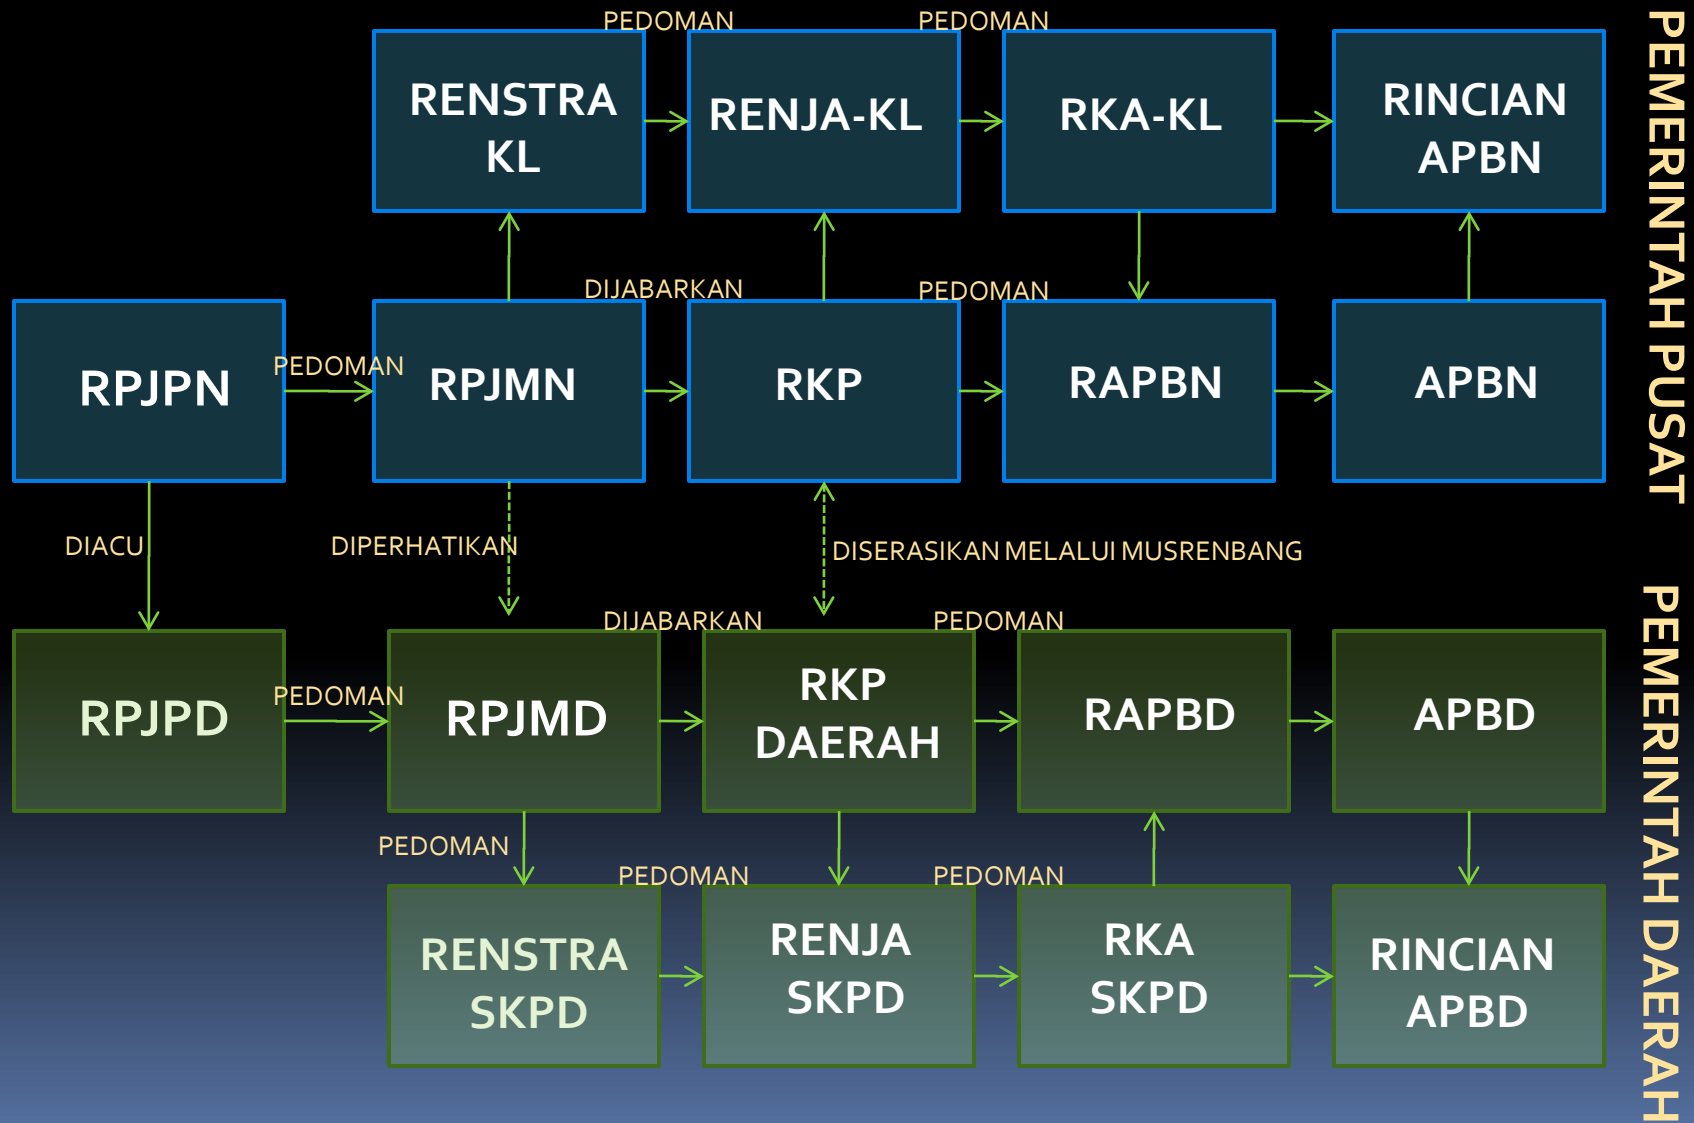 PEDOMAN
PEDOMAN
RENSTRA
KL
RENJA-KL
RKA-KL
RINCIAN
APBN
PEMERINTAH PUSAT
DIJABARKAN
PEDOMAN
RPJPN
PEDOMAN
RPJMN
RKP
RAPBN
APBN
DIACU
DIPERHATIKAN
DISERASIKAN MELALUI MUSRENBANG
PEMERINTAH DAERAH
DIJABARKAN
PEDOMAN
RPJPD
PEDOMAN
RPJMD
RKP
DAERAH
RAPBD
APBD
PEDOMAN
PEDOMAN
PEDOMAN
RENSTRA
SKPD
RENJA
SKPD
RKA
SKPD
RINCIAN
APBD